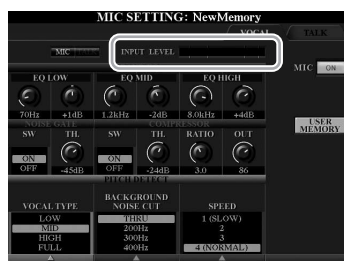 MIC SETTING: NewMemory
VOCAL TALK
MIC INPUT LEVEL
MIC ON
EQ LOW EQ MID EQ HIGH
70Hz +1dB 1.2kHz -2dB 8.0kHz +4dB
NOISE GATE COMPRESSOR
SW TH. SW TH. RATIO OUT
USER
MEMORY
ON ON
OFF -45dB OFF -24dB 3.0 86
PITCH DETECT
VOCAL TYPE BACKGROUND
NOISE CUT SPEED
LOW THRU 1 (SLOW)
MID 200Hz 2
HIGH 300Hz 3
FULL 400Hz 4 (NORMAL)